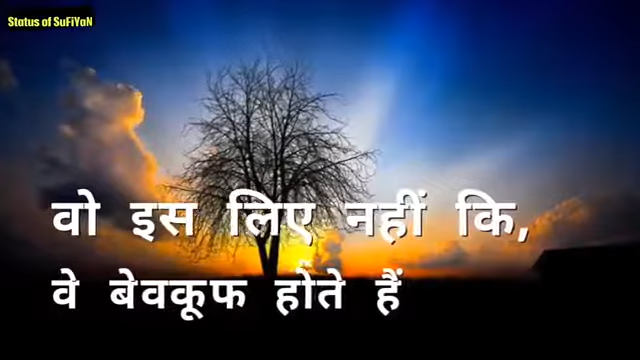 Status of SuFiYaN
वो इस लिए नहीं कि,
वे बेवकूफ होते हैं